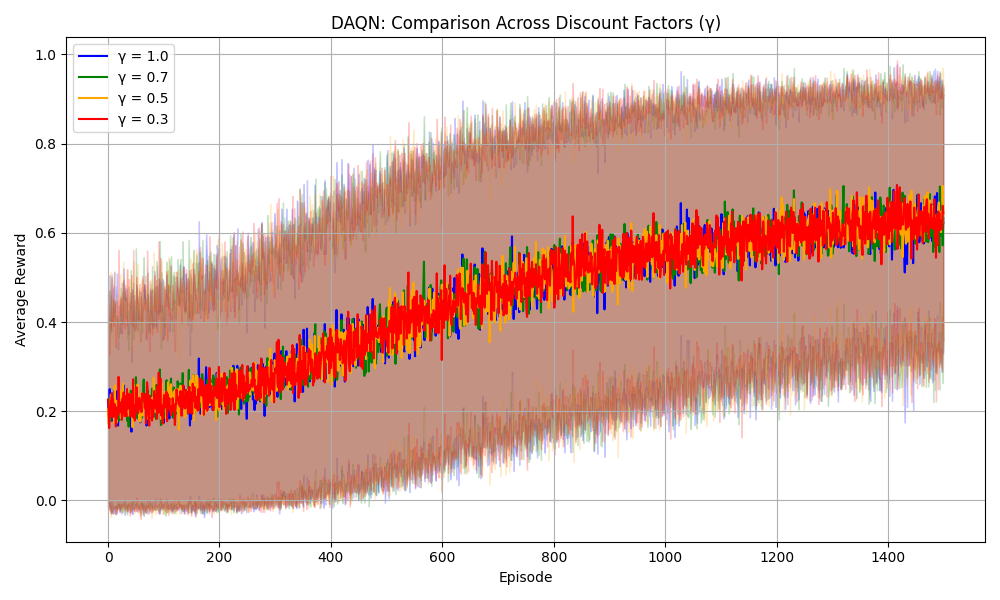 DAQN: Comparison Across Discount Factors (γ)
γ = 1.0
γ = 0.7
γ = 0.5
γ = 0.3
Average Reward
1.0
0.8
0.6
0.4
0.2
0.0
0 200 400 600 800 1000 1200 1400
Episode